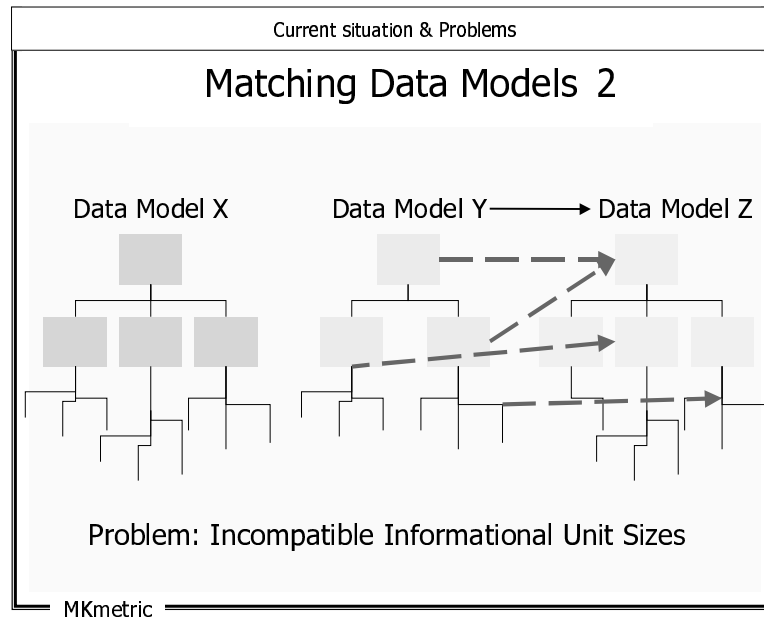 Current situation & Problems
Matching Data Models 2
Data Model X
Data Model Y
Data Model Z
Problem: Incompatible Informational Unit Sizes
MKmetric